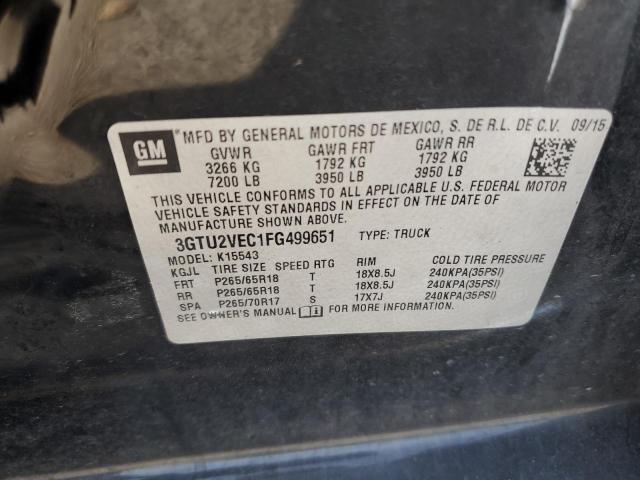 GM
MFD BY GENERAL MOTORS DE MEXICO, S. DE R.L. DE C.V. 09/15
GVWR GAWR FRT GAWR RR
3266 KG 1792 KG 1792 KG
7200 LB 3950 LB 3950 LB
THIS VEHICLE CONFORMS TO ALL APPLICABLE U.S. FEDERAL MOTOR
VEHICLE SAFETY STANDARDS IN EFFECT ON THE DATE OF
MANUFACTURE SHOWN ABOVE.
3GTU2VEC1FG499651 TYPE: TRUCK
MODEL: K15543
KGJL TIRE SIZE SPEED RTG RIM COLD TIRE PRESSURE
FRT P265/65R18 T 18X8.5J 240KPA(35PSI)
RR P265/65R18 T 18X8.5J 240KPA(35PSI)
SPA P265/70R17 S 17X7J 240KPA(35PSI)
SEE OWNER'S MANUAL FOR MORE INFORMATION.